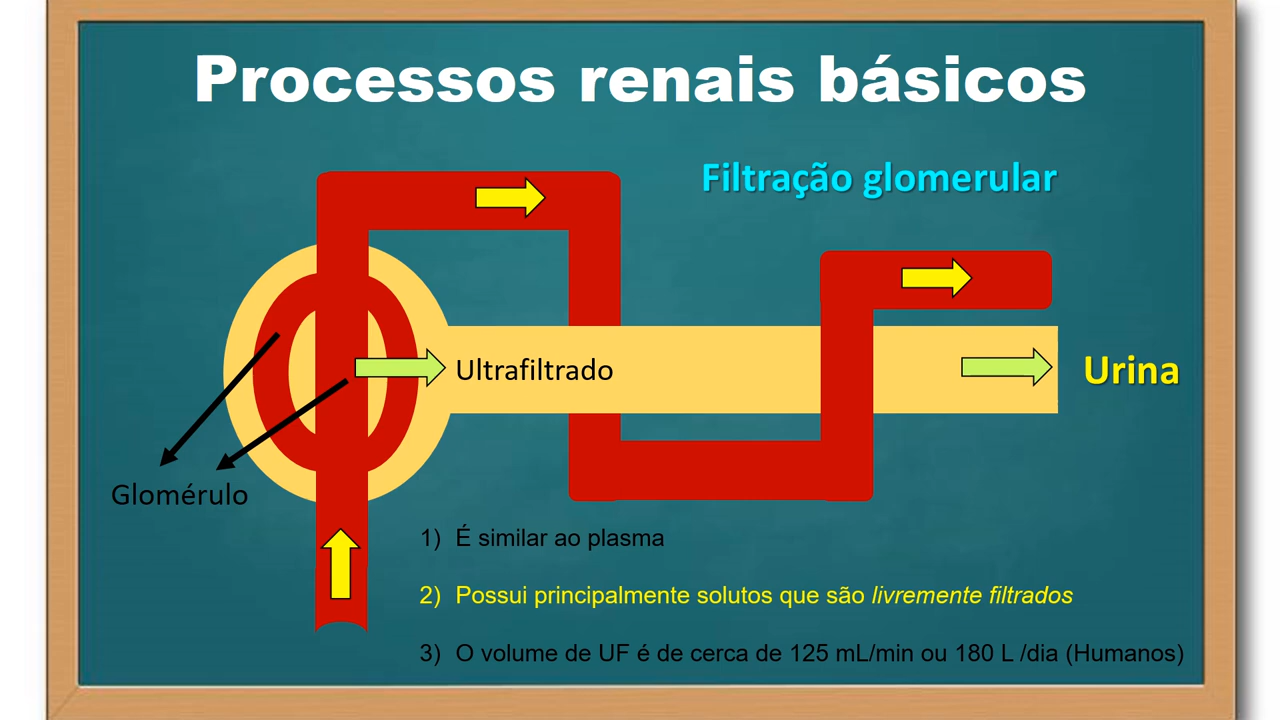 Processos renais básicos
Filtração glomerular
Ultrafiltrado
Urina
Glomérulo
1) É similar ao plasma
2) Possui principalmente solutos que são livremente filtrados
3) O volume de UF é de cerca de 125 mL/min ou 180 L /dia (Humanos)